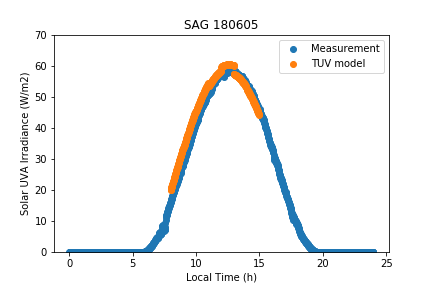 SAG 180605
Measurement
TUV model
Solar UVA Irradiance (W/m2)
70
60
50
40
30
20
10
0
0 5 10 15 20 25
Local Time (h)